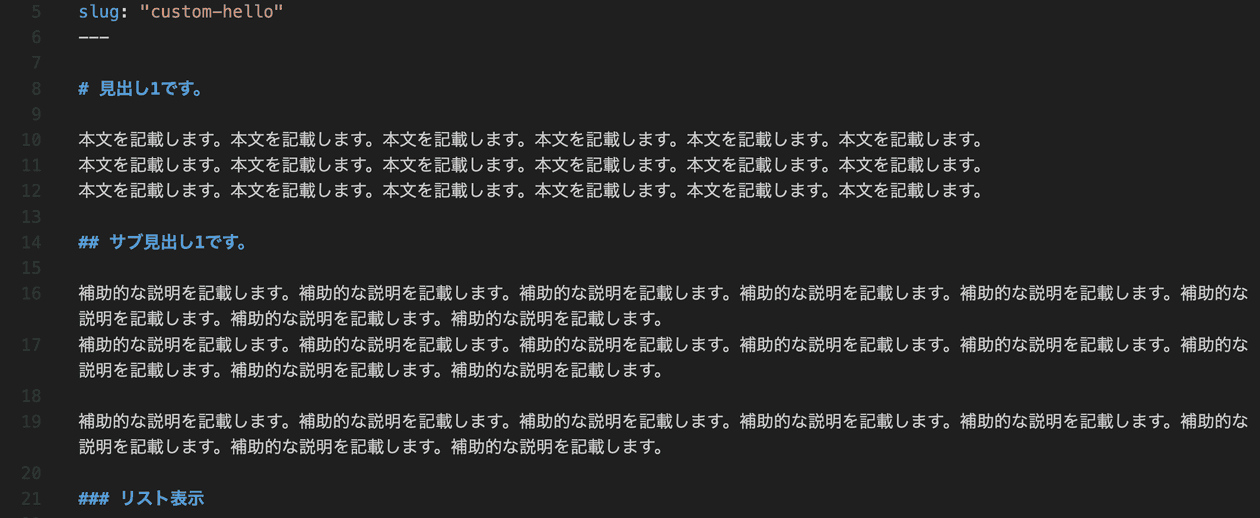 5 slug: "custom-hello"
6 ---
7
8 # 見出し1です。
9
10 本文を記載します。本文を記載します。本文を記載します。本文を記載します。本文を記載します。本文を記載します。
11 本文を記載します。本文を記載します。本文を記載します。本文を記載します。本文を記載します。本文を記載します。
12 本文を記載します。本文を記載します。本文を記載します。本文を記載します。本文を記載します。本文を記載します。
13
14 ## サブ見出し1です。
15
16 補助的な説明を記載します。補助的な説明を記載します。補助的な説明を記載します。補助的な説明を記載します。補助的な説明を記載します。補助的な
説明を記載します。補助的な説明を記載します。補助的な説明を記載します。
17 補助的な説明を記載します。補助的な説明を記載します。補助的な説明を記載します。補助的な説明を記載します。補助的な説明を記載します。補助的な
説明を記載します。補助的な説明を記載します。補助的な説明を記載します。
18
19 補助的な説明を記載します。補助的な説明を記載します。補助的な説明を記載します。補助的な説明を記載します。補助的な説明を記載します。補助的な
説明を記載します。補助的な説明を記載します。補助的な説明を記載します。
20
21 ### リスト表示